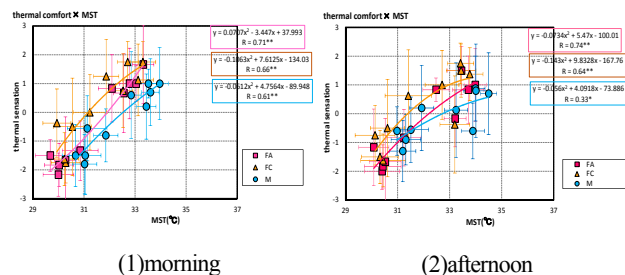 thermal comfort × MST
3
2
1
0
-1
-2
-3
thermal sensation
29
31
33
35
37
MST(℃)
y = 0.0707x² - 3.447x + 37.993
R = 0.71**
y = -0.1063x² + 7.6125x - 134.03
R = 0.66**
y = -0.0512x² + 4.7564x - 89.948
R = 0.61**
FA
FC
M
(1)morning
thermal comfort × MST
3
2
1
0
-1
-2
-3
thermal sensation
29
31
33
35
37
MST(℃)
y = -0.0734x² + 5.47x - 100.01
R = 0.74**
y = -0.143x² + 9.8328x - 167.76
R = 0.64**
y = -0.056x² + 4.0918x - 73.886
R = 0.33*
FA
FC
M
(2)afternoon